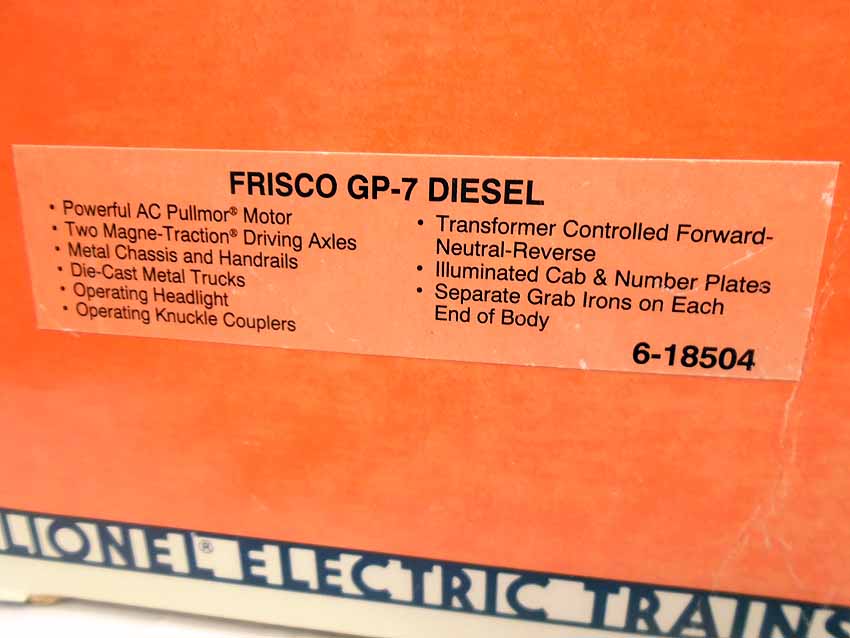 FRISCO GP-7 DIESEL
• Powerful AC Pullmor® Motor
• Two Magne-Traction® Driving Axles
• Metal Chassis and Handrails
• Die-Cast Metal Trucks
• Operating Headlight
• Operating Knuckle Couplers
• Transformer Controlled Forward-
Neutral-Reverse
• Illuminated Cab & Number Plates
• Separate Grab Irons on Each
End of Body
6-18504
LIONEL® ELECTRIC TRAINS